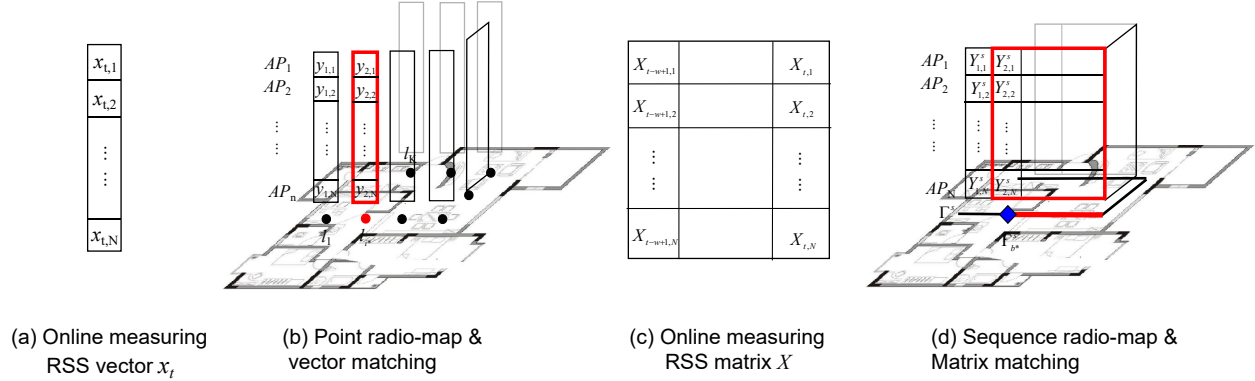 x_{t,1}
x_{t,2}
⋮
x_{t,N}
(a) Online measuring
RSS vector x_t
AP_1 y_{1,1} y_{2,1}
AP_2 y_{1,2} y_{2,2}
⋮ ⋮ ⋮
AP_n y_{1,N} y_{2,N}
l_K
l_1 l_{i*}
(b) Point radio-map &
vector matching
X_{t-w+1,1} X_{t,1}
X_{t-w+1,2} X_{t,2}
⋮ ⋮
X_{t-w+1,N} X_{t,N}
(c) Online measuring
RSS matrix X
AP_1 Y^s_{1,1} Y^s_{2,1}
AP_2 Y^s_{1,2} Y^s_{2,2}
⋮ ⋮ ⋮
AP_N Y^s_{1,N} Y^s_{2,N}
Γ^s
(d) Sequence radio-map &
Matrix matching